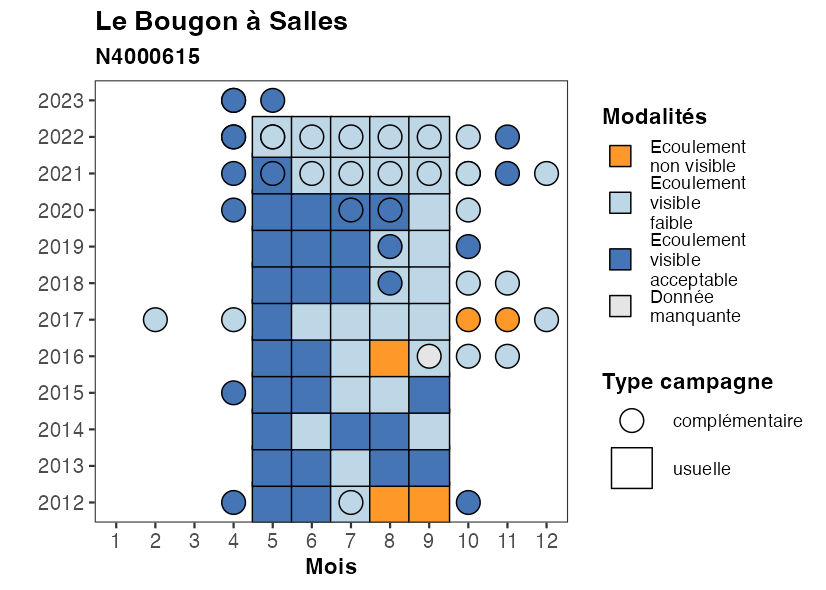 Le Bougon à Salles
N4000615
2023
2022
2021
2020
2019
2018
2017
2016
2015
2014
2013
2012
1 2 3 4 5 6 7 8 9 10 11 12
Mois
Modalités
Ecoulement
non visible
Ecoulement
visible
faible
Ecoulement
visible
acceptable
Donnée
manquante
Type campagne
complémentaire
usuelle